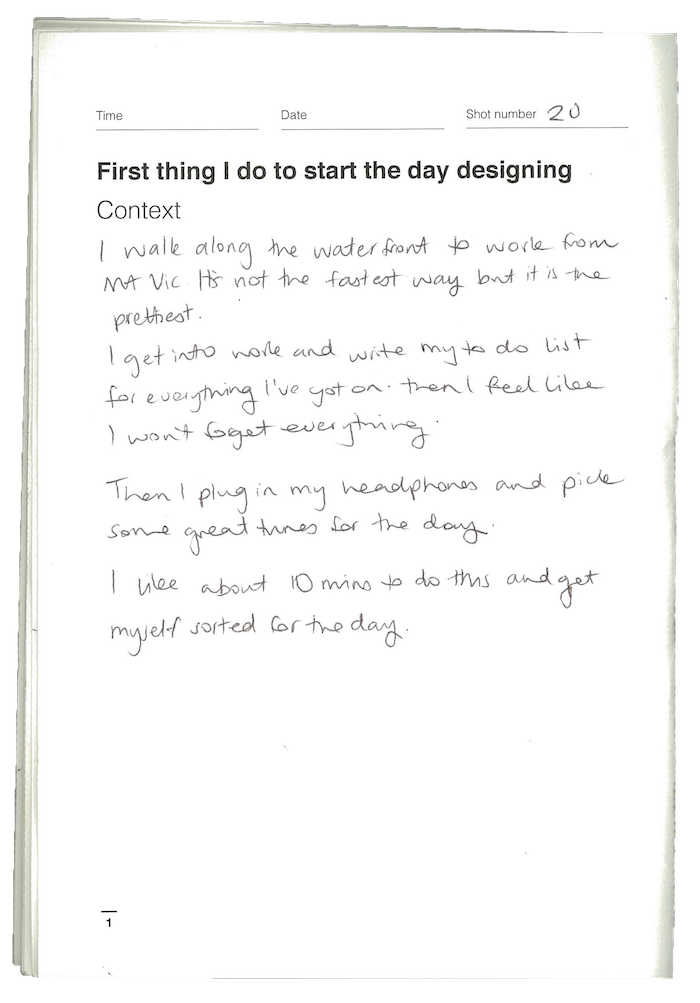 Time Date Shot number 20
First thing I do to start the day designing
Context
I walk along the waterfront to work from
Mt Vic. It's not the fastest way but it is the
prettiest.
I get into work and write my to do list
for everything I've got on. then I feel like
I won't foget everything.
Then I plug in my headphones and pick
some great tunes for the day.
I like about 10 mins to do this and get
myself sorted for the day.
1